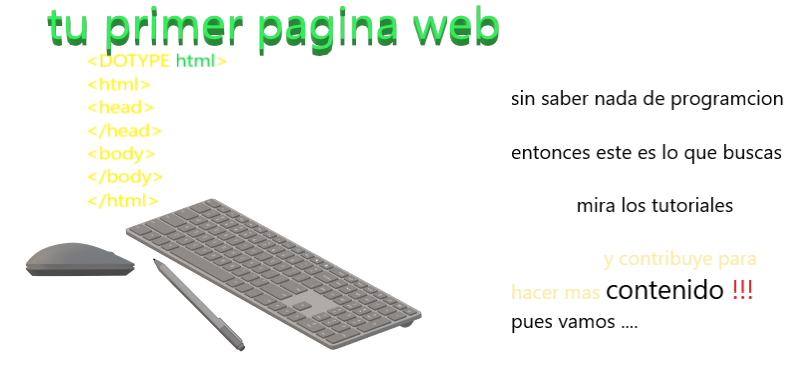 tu primer pagina web
<DOTYPE html>
<html>
<head>
</head>
<body>
</body>
</html>
sin saber nada de programcion
entonces este es lo que buscas
mira los tutoriales
y contribuye para
hacer mas contenido !!!
pues vamos ....